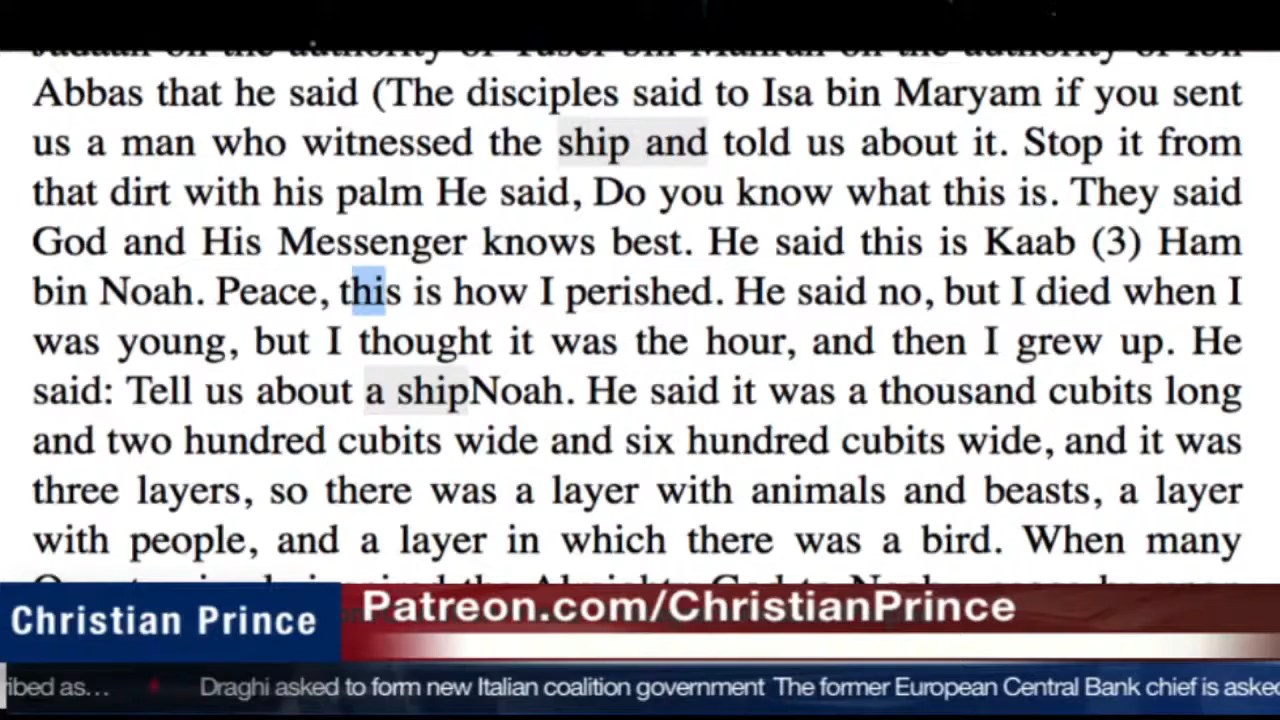 Abbas that he said (The disciples said to Isa bin Maryam if you sent
us a man who witnessed the ship and told us about it. Stop it from
that dirt with his palm He said, Do you know what this is. They said
God and His Messenger knows best. He said this is Kaab (3) Ham
bin Noah. Peace, this is how I perished. He said no, but I died when I
was young, but I thought it was the hour, and then I grew up. He
said: Tell us about a shipNoah. He said it was a thousand cubits long
and two hundred cubits wide and six hundred cubits wide, and it was
three layers, so there was a layer with animals and beasts, a layer
with people, and a layer in which there was a bird. When many
Christian Prince
Patreon.com/ChristianPrince
ribed as... Draghi asked to form new Italian coalition government The former European Central Bank chief is aske